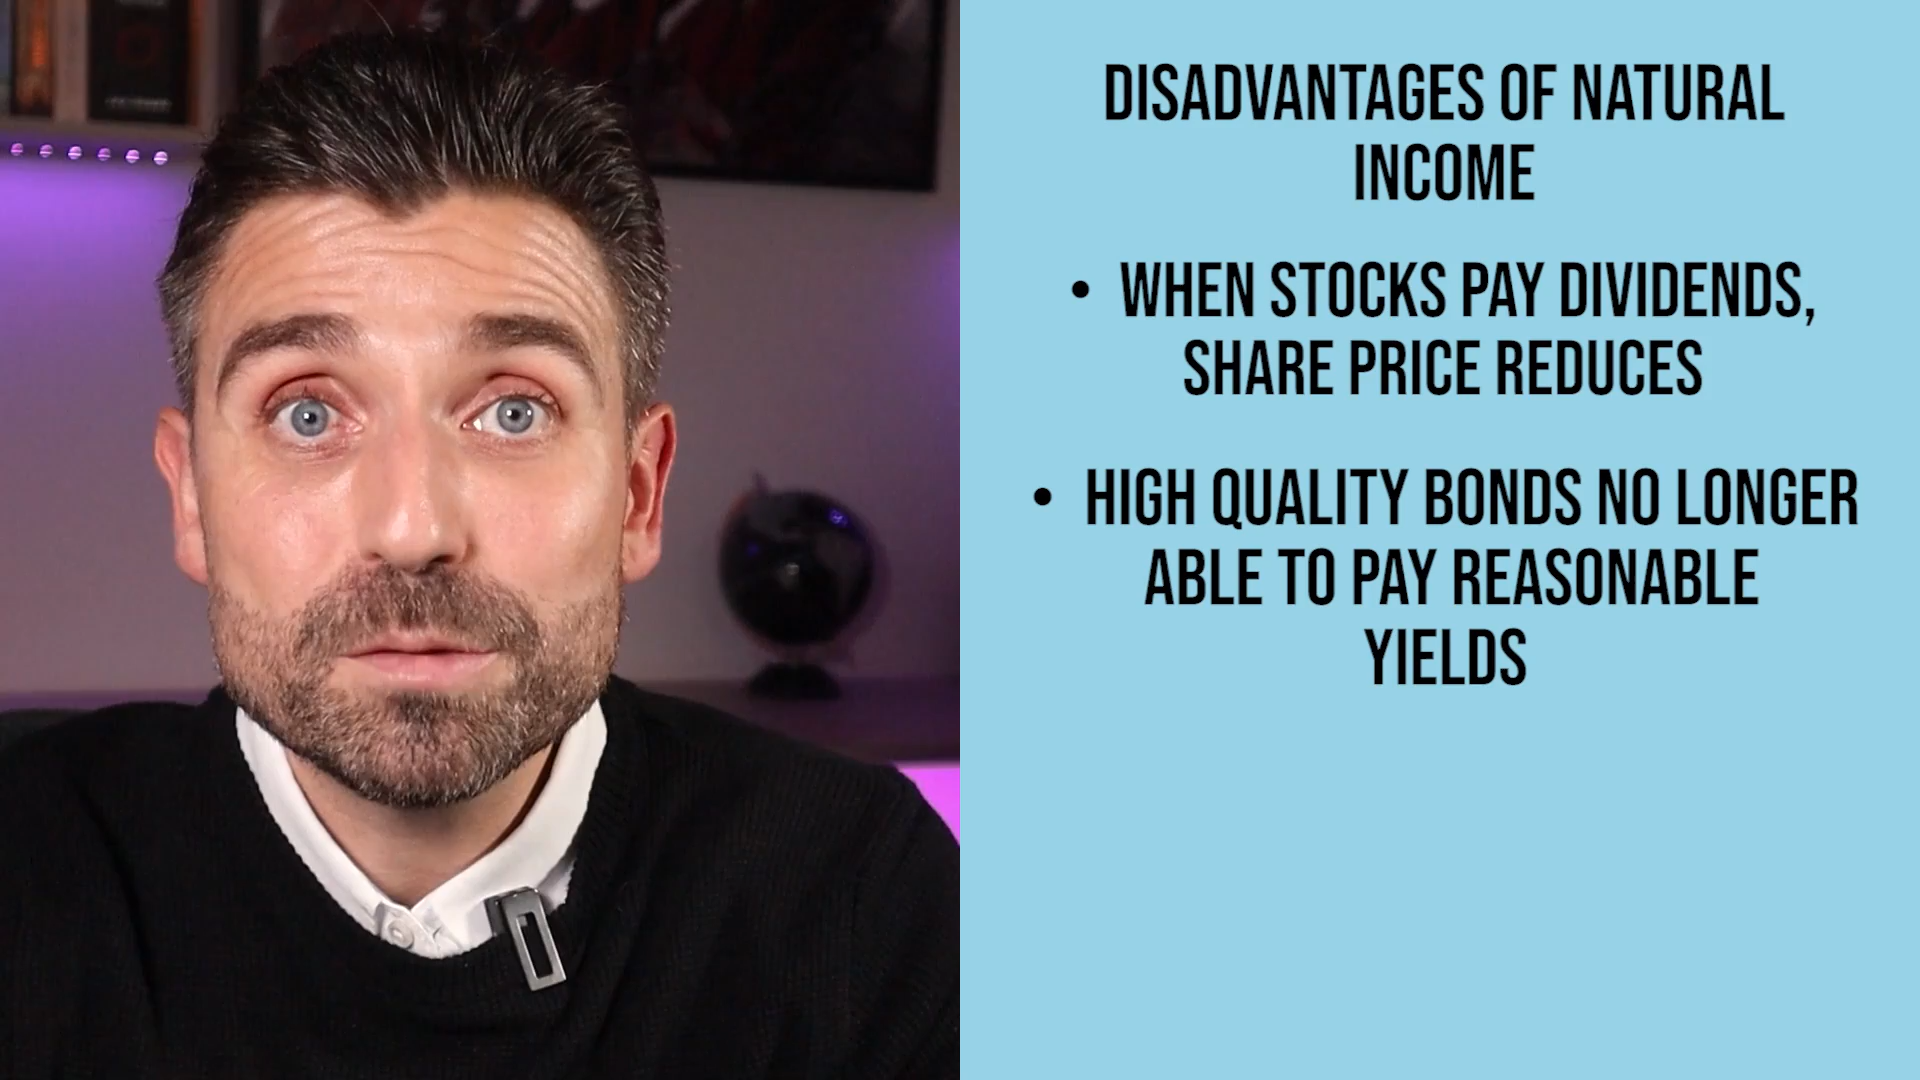 DISADVANTAGES OF NATURAL
INCOME
• WHEN STOCKS PAY DIVIDENDS,
SHARE PRICE REDUCES
• HIGH QUALITY BONDS NO LONGER
ABLE TO PAY REASONABLE
YIELDS